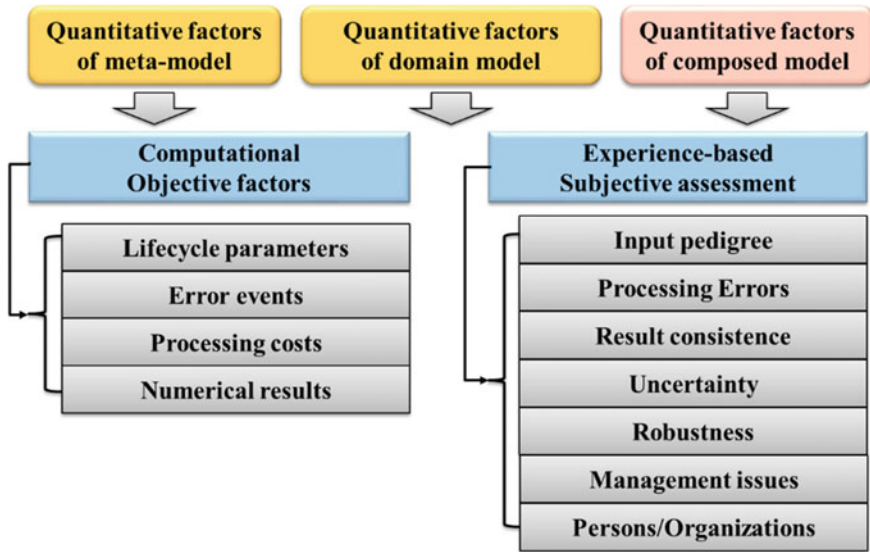 Quantitative factors
of meta-model
Quantitative factors
of domain model
Quantitative factors
of composed model
Computational
Objective factors
Lifecycle parameters
Error events
Processing costs
Numerical results
Experience-based
Subjective assessment
Input pedigree
Processing Errors
Result consistence
Uncertainty
Robustness
Management issues
Persons/Organizations